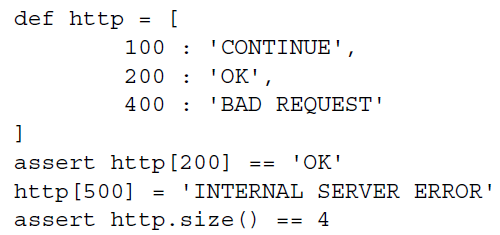 def http = [
        100 : 'CONTINUE',
        200 : 'OK',
        400 : 'BAD REQUEST'
]
assert http[200] == 'OK'
http[500] = 'INTERNAL SERVER ERROR'
assert http.size() == 4